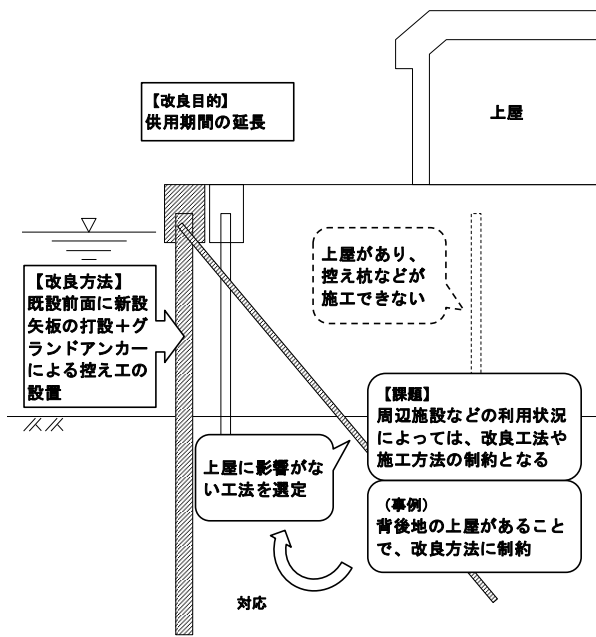 【改良目的】
供用期間の延長
上屋
上屋があり、
控え杭などが
施工できない
【改良方法】
既設前面に新設
矢板の打設＋グ
ランドアンカー
による控え工の
設置
【課題】
周辺施設などの利用状況
によっては、改良工法や
施工方法の制約となる
上屋に影響がな
い工法を選定
（事例）
背後地の上屋があること
で、改良方法に制約
対応